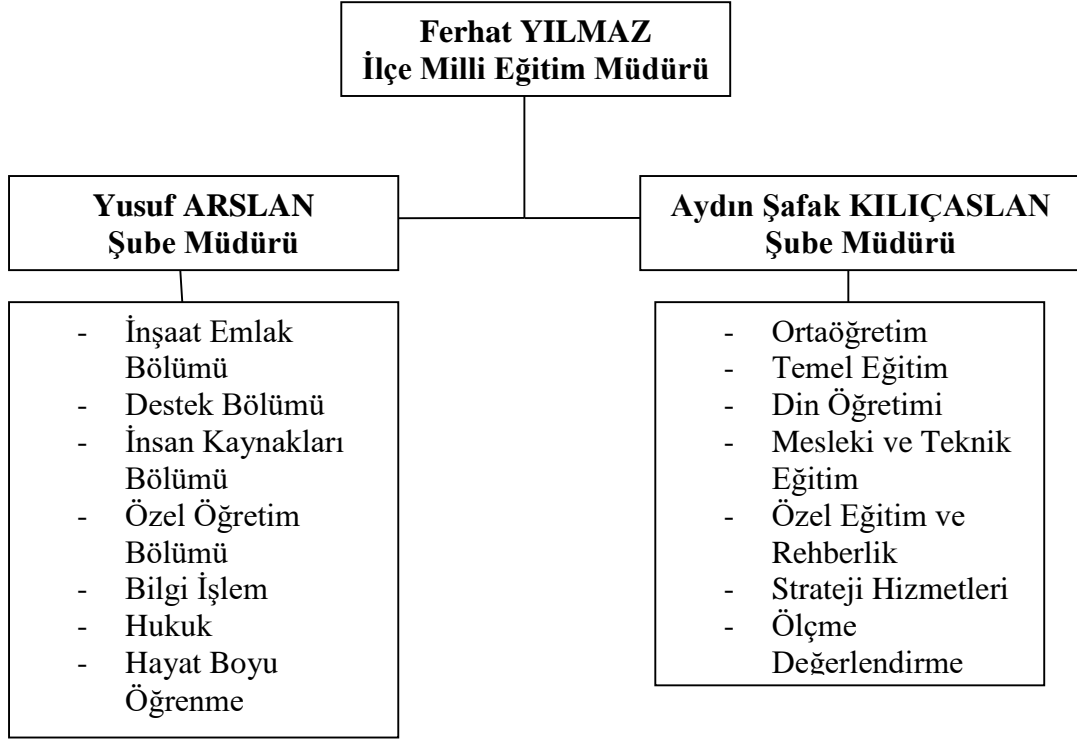 Ferhat YILMAZ
İlçe Milli Eğitim Müdürü
Yusuf ARSLAN
Şube Müdürü
Aydın Şafak KILIÇASLAN
Şube Müdürü
- İnşaat Emlak
Bölümü
- Destek Bölümü
- İnsan Kaynakları
Bölümü
- Özel Öğretim
Bölümü
- Bilgi İşlem
- Hukuk
- Hayat Boyu
Öğrenme
- Ortaöğretim
- Temel Eğitim
- Din Öğretimi
- Mesleki ve Teknik
Eğitim
- Özel Eğitim ve
Rehberlik
- Strateji Hizmetleri
- Ölçme
Değerlendirme